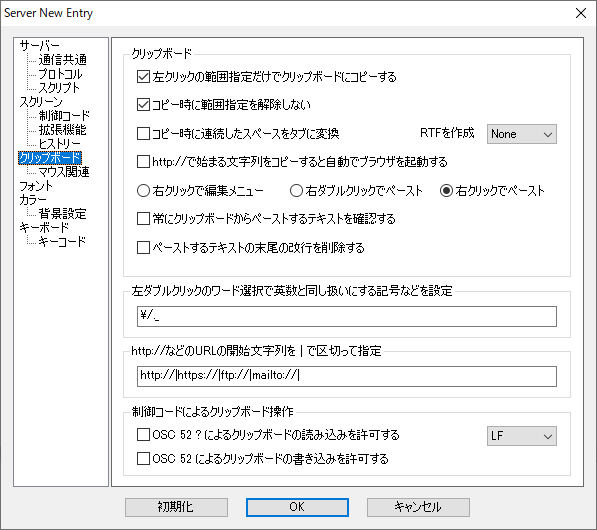 Server New Entry
サーバー
通信共通
プロトコル
スクリプト
スクリーン
制御コード
拡張機能
ヒストリー
クリップボード
マウス関連
フォント
カラー
背景設定
キーボード
キーコード
クリップボード
左クリックの範囲指定だけでクリップボードにコピーする
コピー時に範囲指定を解除しない
コピー時に連続したスペースをタブに変換 RTFを作成 None
http://で始まる文字列をコピーすると自動でブラウザを起動する
右クリックで編集メニュー 右ダブルクリックでペースト 右クリックでペースト
常にクリップボードからペーストするテキストを確認する
ペーストするテキストの末尾の改行を削除する
左ダブルクリックのワード選択で英数と同し扱いにする記号などを設定
¥/._
http://などのURLの開始文字列を | で区切って指定
http://|https://|ftp://|mailto://|
制御コードによるクリップボード操作
OSC 52 ? によるクリップボードの読み込みを許可する LF
OSC 52 によるクリップボードの書き込みを許可する
初期化 OK キャンセル